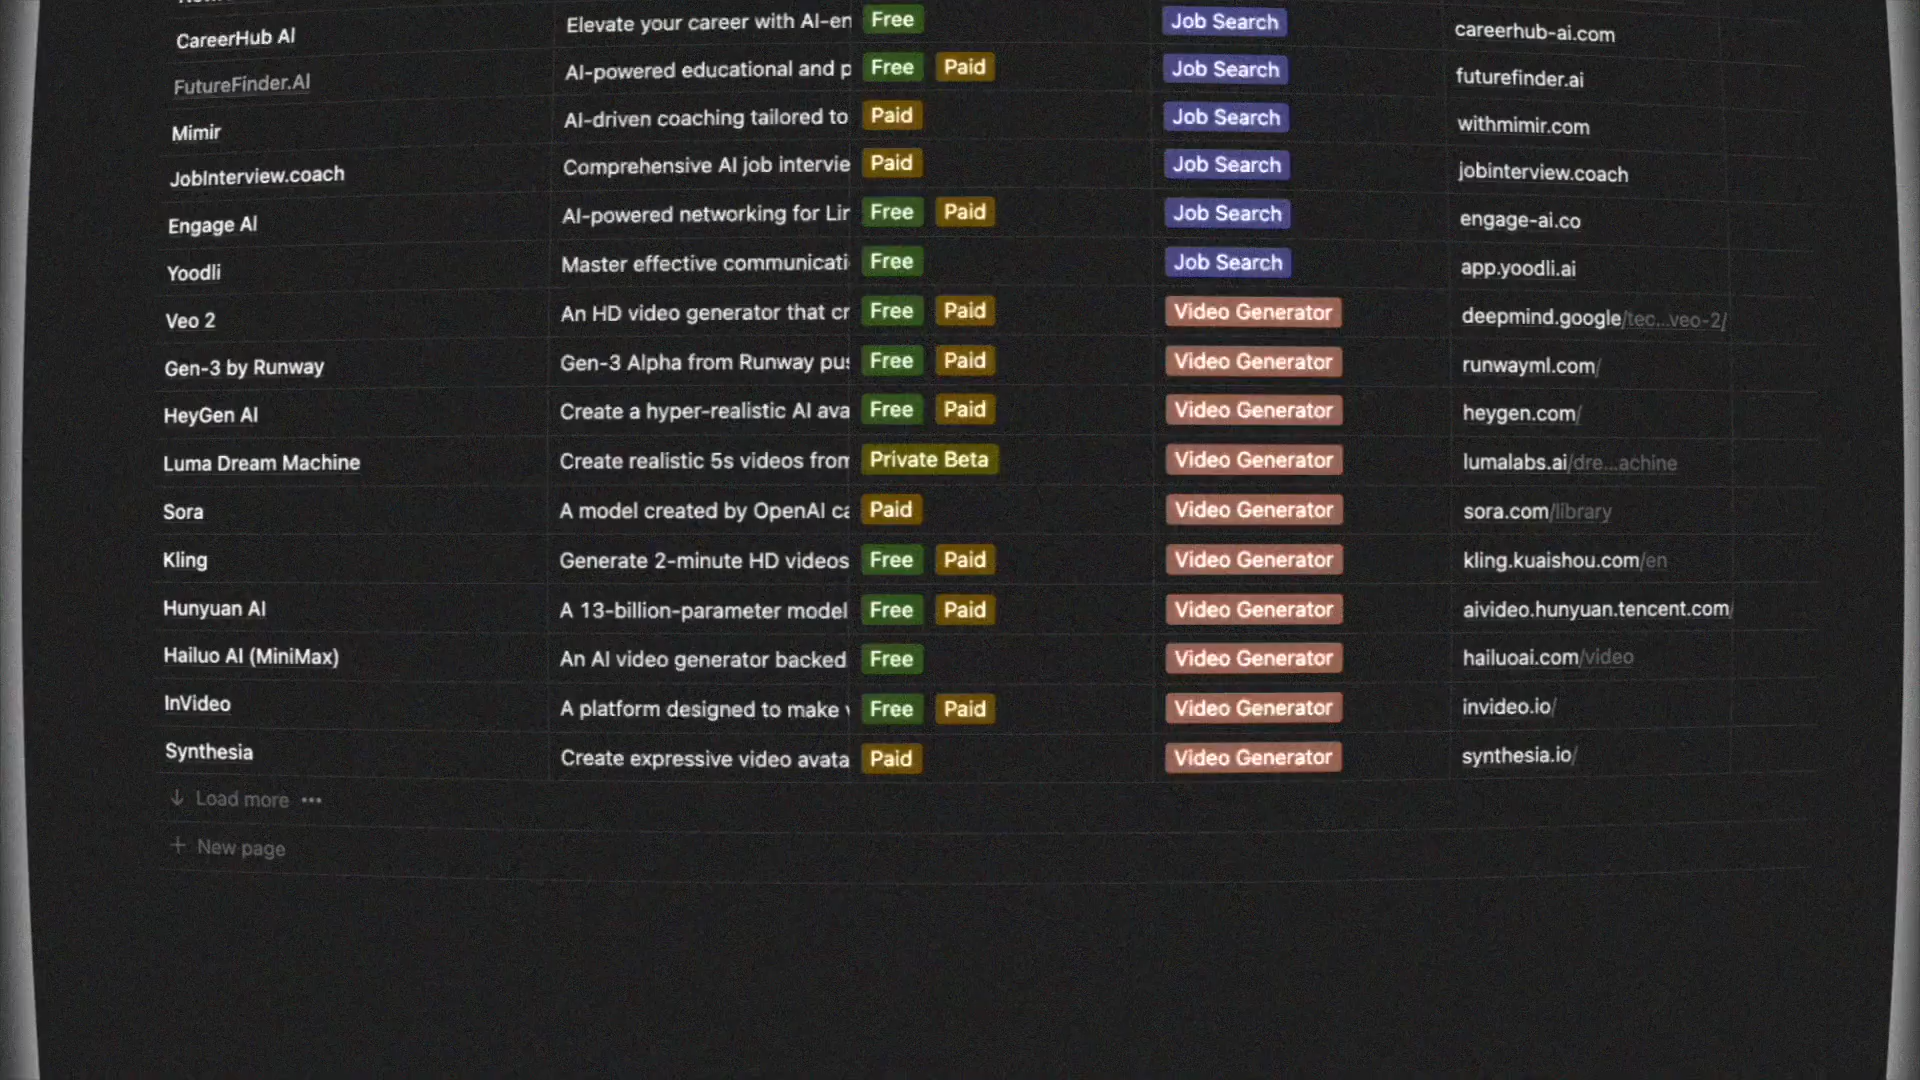 CareerHub AI Elevate your career with AI-en Free Job Search careerhub-ai.com
FutureFinder.AI AI-powered educational and p Free Paid Job Search futurefinder.ai
Mimir AI-driven coaching tailored to Paid Job Search withmimir.com
JobInterview.coach Comprehensive AI job intervie Paid Job Search jobinterview.coach
Engage AI AI-powered networking for Lin Free Paid Job Search engage-ai.co
Yoodli Master effective communicati Free Job Search app.yoodli.ai
Veo 2 An HD video generator that cr Free Paid Video Generator deepmind.google/tec...veo-2/
Gen-3 by Runway Gen-3 Alpha from Runway pus Free Paid Video Generator runwayml.com/
HeyGen AI Create a hyper-realistic AI ava Free Paid Video Generator heygen.com/
Luma Dream Machine Create realistic 5s videos from Private Beta Video Generator lumalabs.ai/dre...achine
Sora A model created by OpenAI ca Paid Video Generator sora.com/library
Kling Generate 2-minute HD videos Free Paid Video Generator kling.kuaishou.com/en
Hunyuan AI A 13-billion-parameter model Free Paid Video Generator aivideo.hunyuan.tencent.com/
Hailuo AI (MiniMax) An AI video generator backed Free Video Generator hailuoai.com/video
InVideo A platform designed to make Free Paid Video Generator invideo.io/
Synthesia Create expressive video avata Paid Video Generator synthesia.io/
↓ Load more •••
+ New page